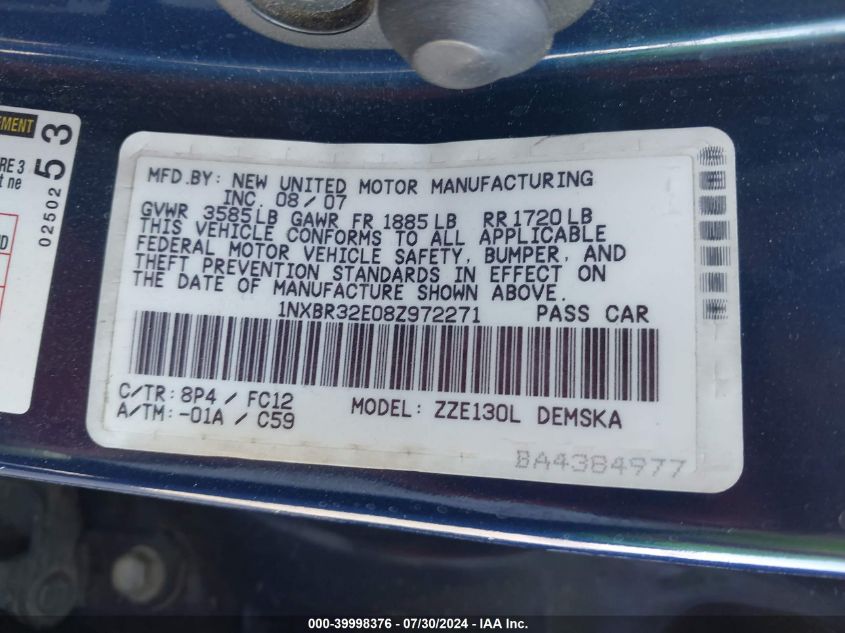 EMENT
RE 3
t ne
D
02502 53
MFD.BY: NEW UNITED MOTOR MANUFACTURING
INC. 08/07
GVWR 3585LB GAWR FR 1885LB RR1720LB
THIS VEHICLE CONFORMS TO ALL APPLICABLE
FEDERAL MOTOR VEHICLE SAFETY, BUMPER, AND
THEFT PREVENTION STANDARDS IN EFFECT ON
THE DATE OF MANUFACTURE SHOWN ABOVE.
1NXBR32E08Z972271 PASS CAR
C/TR: 8P4 / FC12
A/TM: -01A / C59 MODEL: ZZE130L DEMSKA
BA4384977
000-39998376 / 07/30/2024 - IAA Inc.